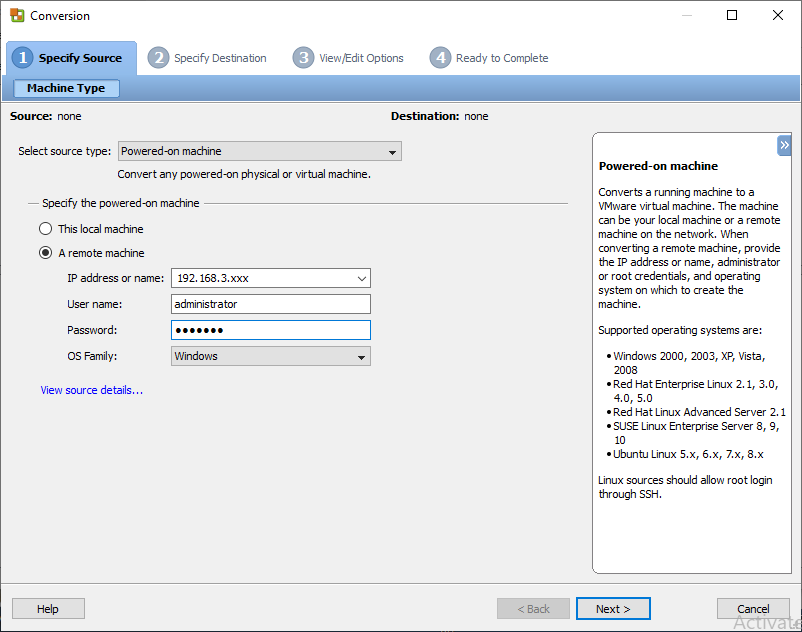 Conversion
1 Specify Source
2 Specify Destination
3 View/Edit Options
4 Ready to Complete
Machine Type
Source: none
Destination: none
Select source type: Powered-on machine
Convert any powered-on physical or virtual machine.
Specify the powered-on machine
This local machine
A remote machine
IP address or name: 192.168.3.xxx
User name: administrator
Password: •••••••
OS Family: Windows
View source details...
»
Powered-on machine
Converts a running machine to a
VMware virtual machine. The machine
can be your local machine or a remote
machine on the network. When
converting a remote machine, provide
the IP address or name, administrator
or root credentials, and operating
system on which to create the
machine.
Supported operating systems are:
•Windows 2000, 2003, XP, Vista,
2008
•Red Hat Enterprise Linux 2.1, 3.0,
4.0, 5.0
•Red Hat Linux Advanced Server 2.1
•SUSE Linux Enterprise Server 8, 9,
10
•Ubuntu Linux 5.x, 6.x, 7.x, 8.x
Linux sources should allow root login
through SSH.
Help
< Back
Next >
Cancel
Activate